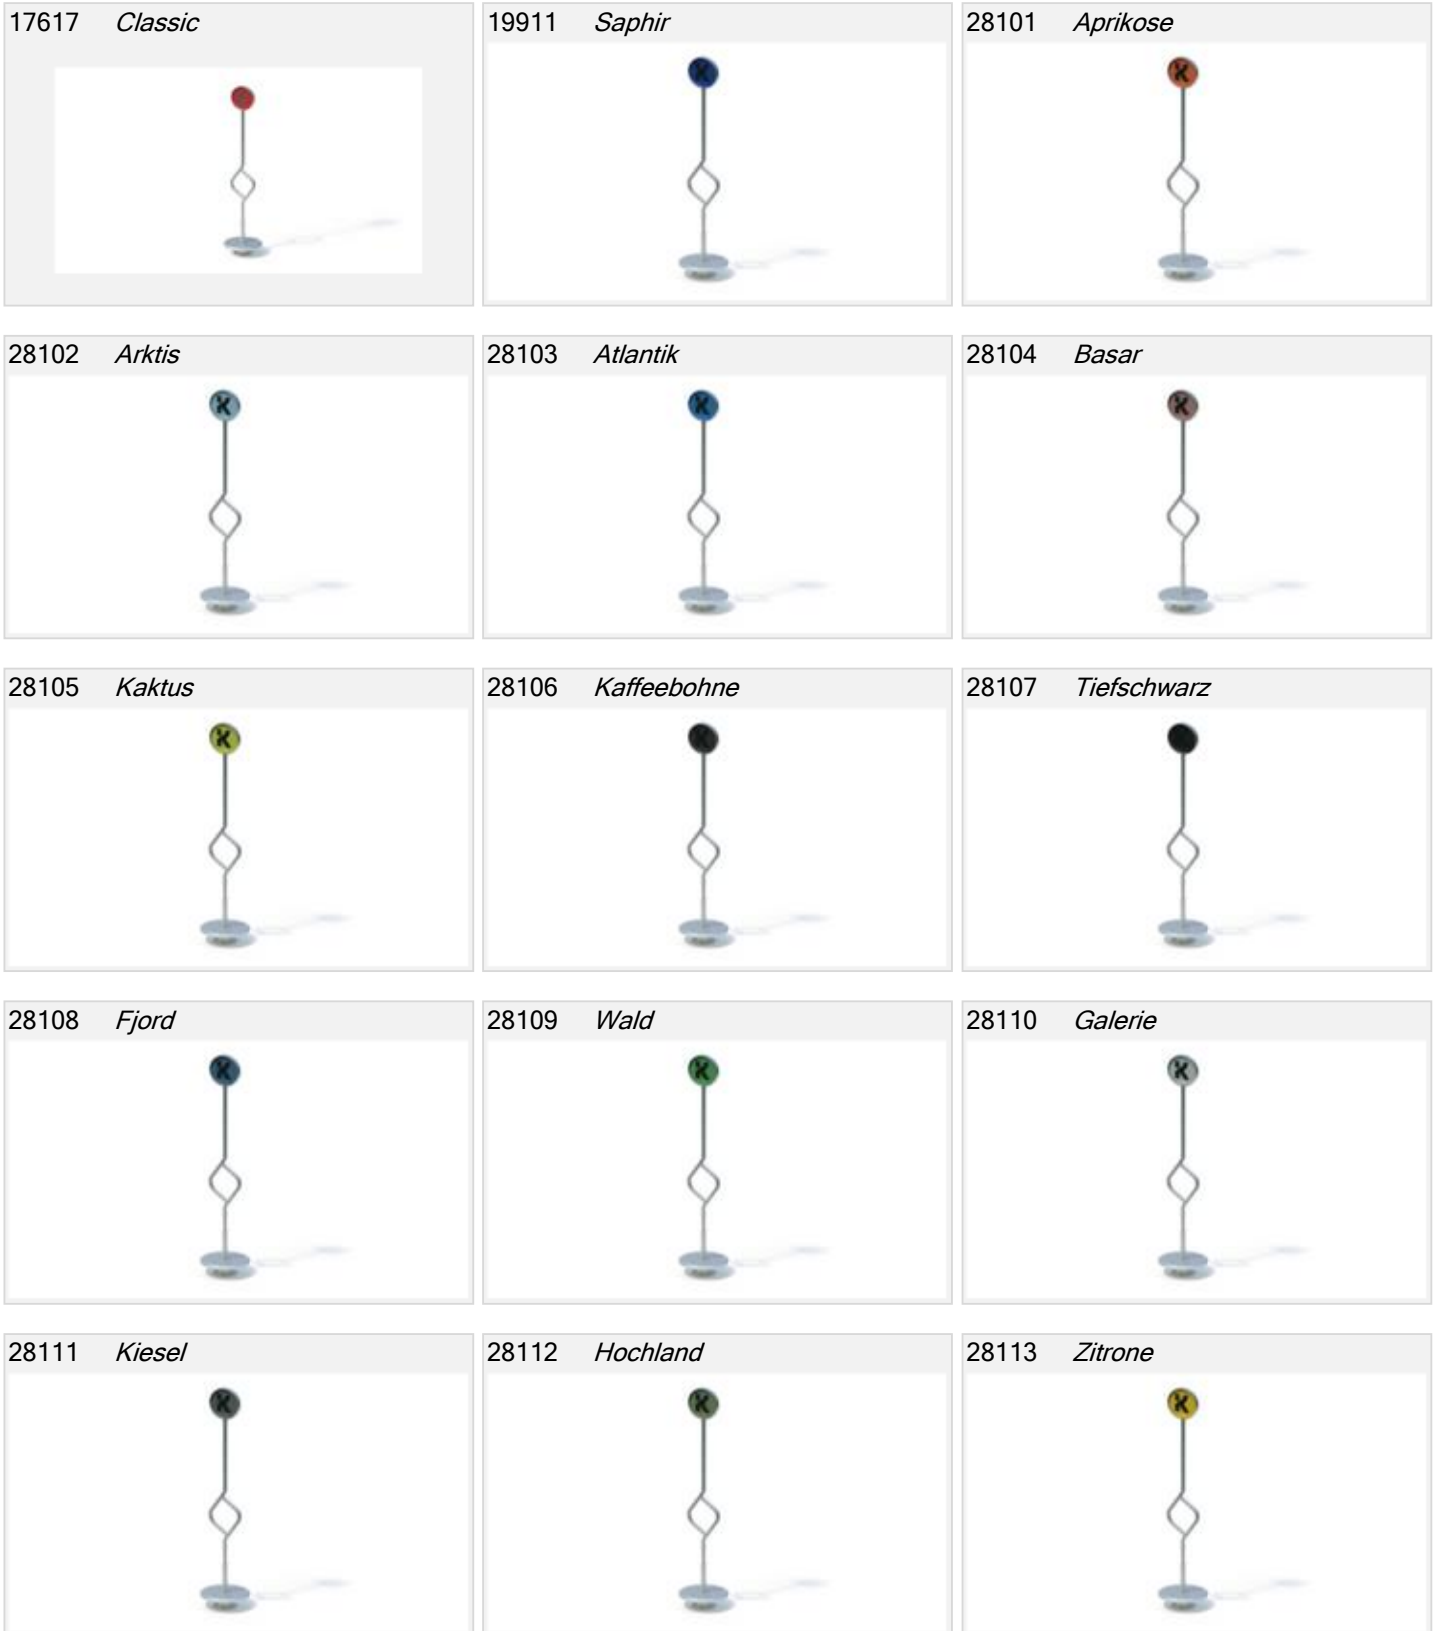 17617 Classic
19911 Saphir
28101 Aprikose
K
K
28102 Arktis
28103 Atlantik
28104 Basar
K
K
K
28105 Kaktus
28106 Kaffeebohne
28107 Tiefschwarz
K
K
28108 Fjord
28109 Wald
28110 Galerie
K
K
K
28111 Kiesel
28112 Hochland
28113 Zitrone
K
K
K